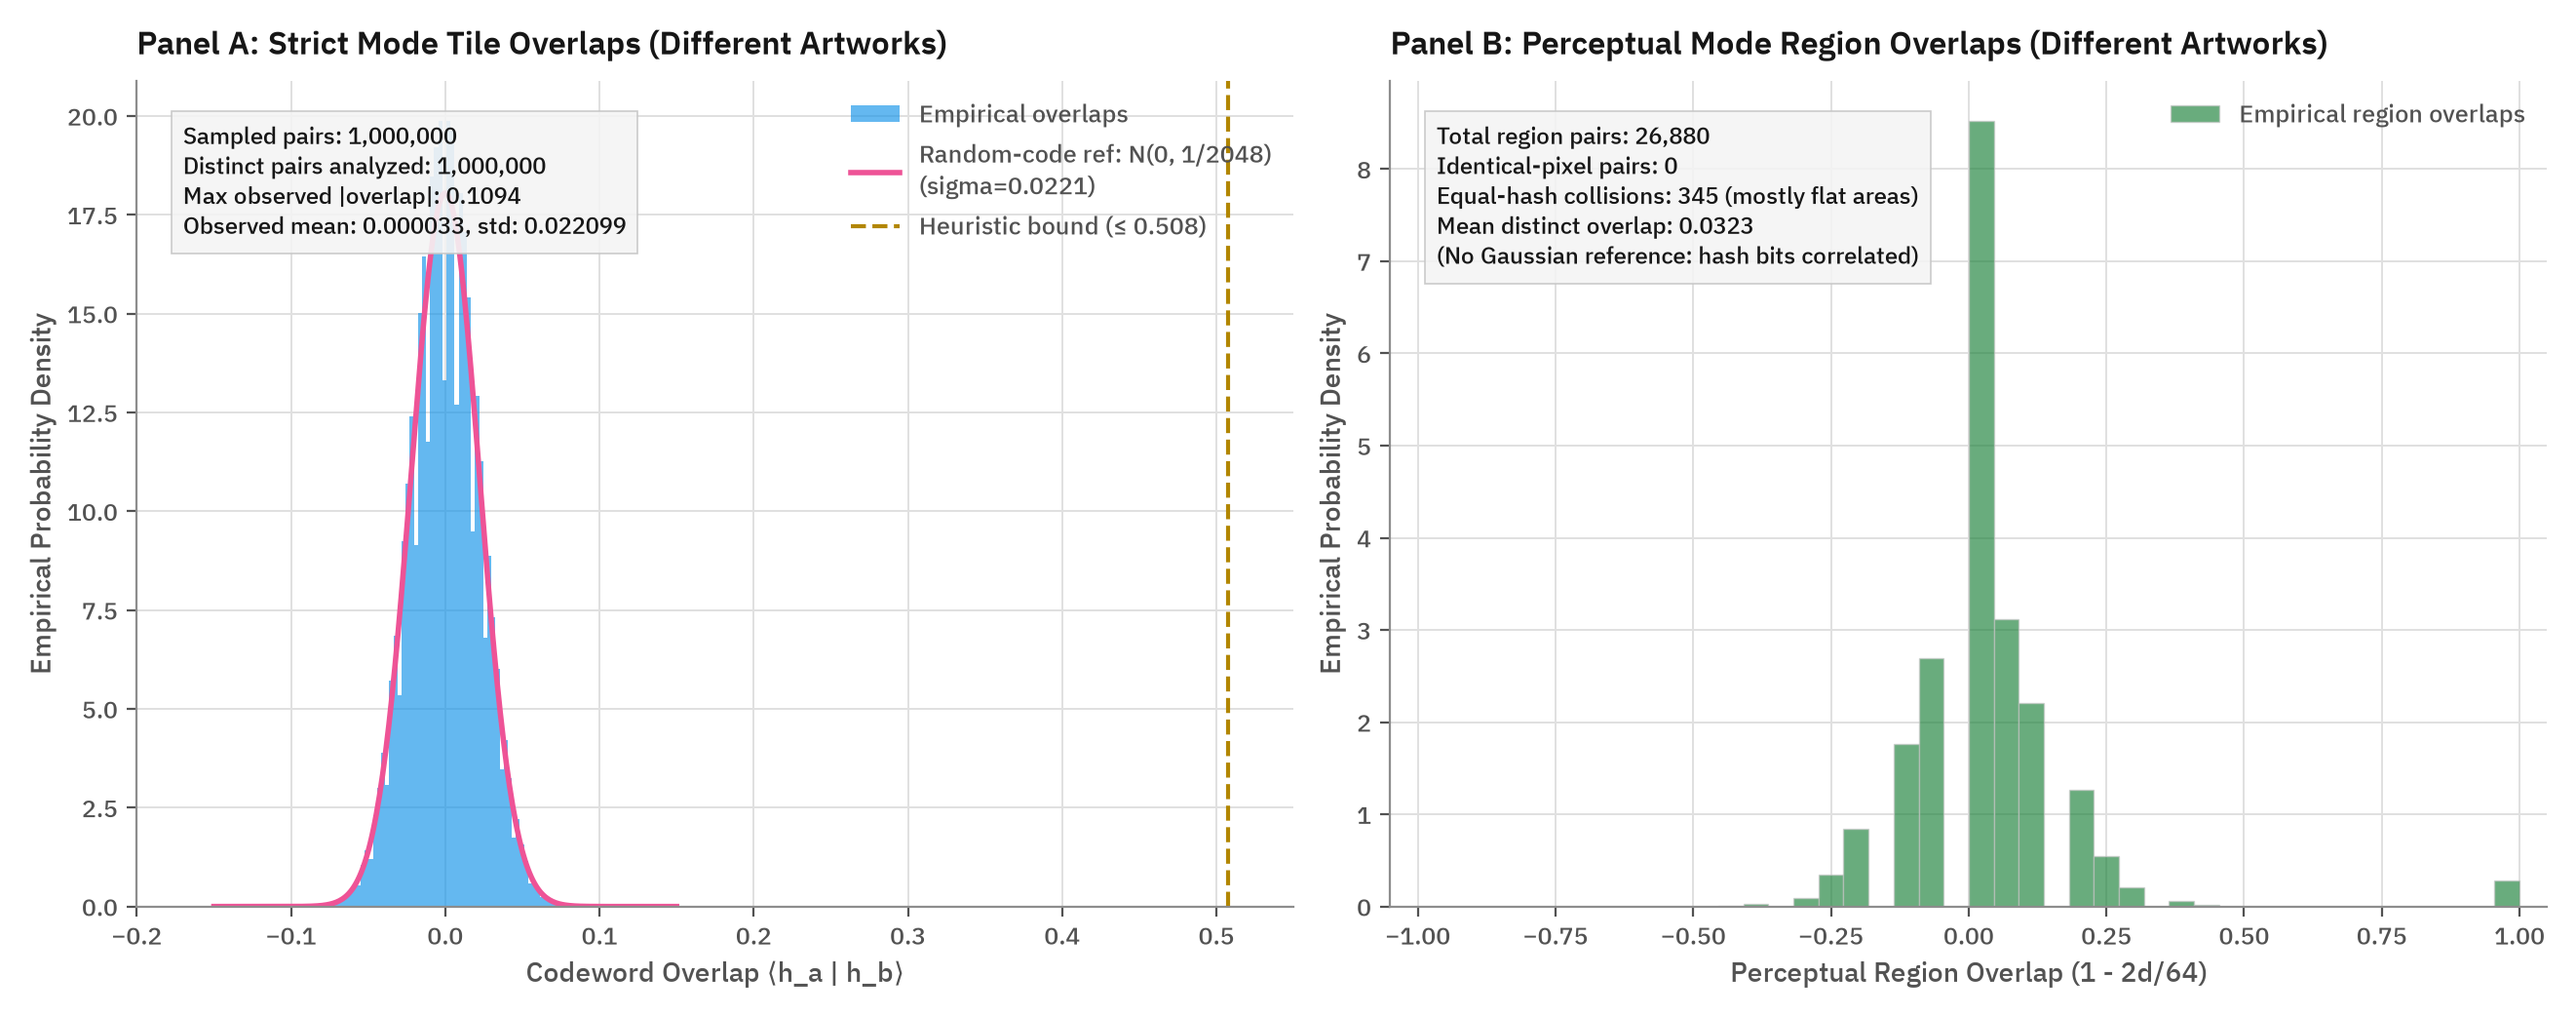 Panel A: Strict Mode Tile Overlaps (Different Artworks)
Empirical Probability Density
20.0
17.5
15.0
12.5
10.0
7.5
5.0
2.5
0.0
Sampled pairs: 1,000,000
Distinct pairs analyzed: 1,000,000
Max observed |overlap|: 0.1094
Observed mean: 0.000033, std: 0.022099
Empirical overlaps
Random-code ref: N(0, 1/2048)
(sigma=0.0221)
Heuristic bound (≤ 0.508)
−0.2 −0.1 0.0 0.1 0.2 0.3 0.4 0.5
Codeword Overlap ⟨h_a | h_b⟩
Panel B: Perceptual Mode Region Overlaps (Different Artworks)
Empirical Probability Density
8
7
6
5
4
3
2
1
0
Total region pairs: 26,880
Identical-pixel pairs: 0
Equal-hash collisions: 345 (mostly flat areas)
Mean distinct overlap: 0.0323
(No Gaussian reference: hash bits correlated)
Empirical region overlaps
−1.00 −0.75 −0.50 −0.25 0.00 0.25 0.50 0.75 1.00
Perceptual Region Overlap (1 - 2d/64)